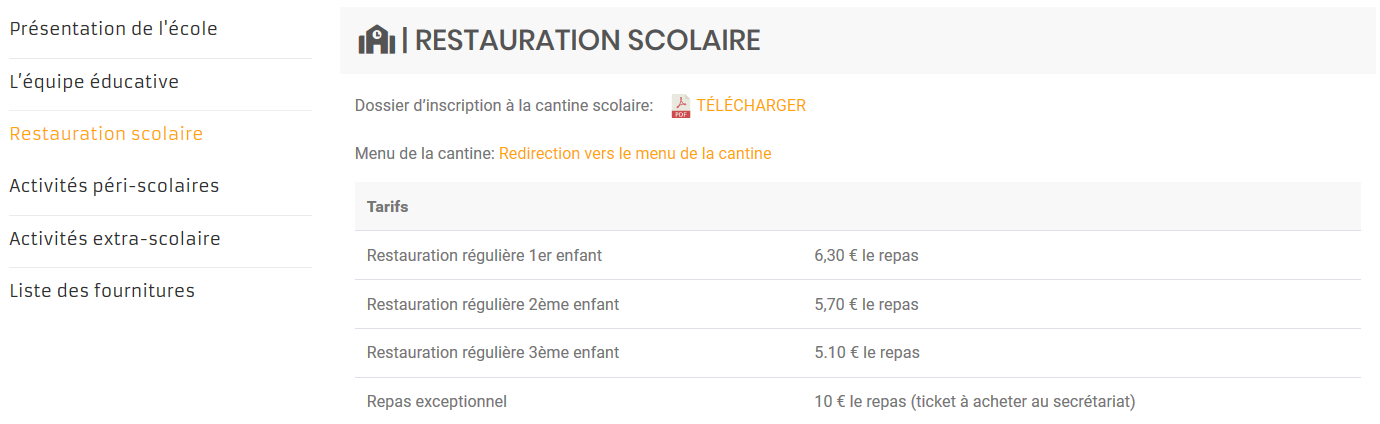 Présentation de l'école
L’équipe éducative
Restauration scolaire
Activités péri-scolaires
Activités extra-scolaire
Liste des fournitures
| RESTAURATION SCOLAIRE
Dossier d’inscription à la cantine scolaire: PDF TÉLÉCHARGER
Menu de la cantine: Redirection vers le menu de la cantine
Tarifs
Restauration régulière 1er enfant 6,30 € le repas
Restauration régulière 2ème enfant 5,70 € le repas
Restauration régulière 3ème enfant 5.10 € le repas
Repas exceptionnel 10 € le repas (ticket à acheter au secrétariat)